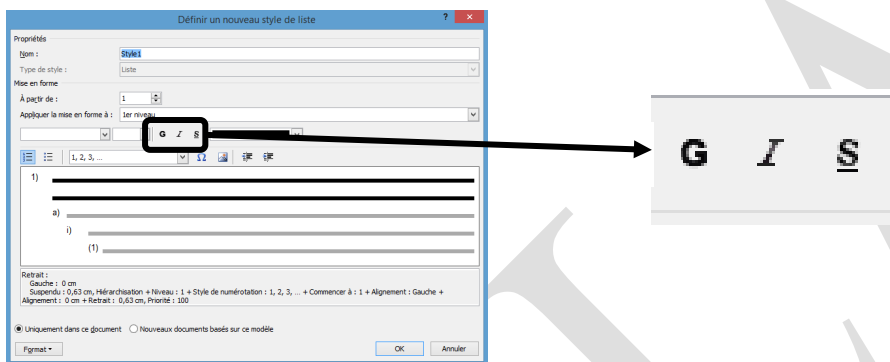 Définir un nouveau style de liste ? ×
Propriétés
Nom : Style1
Type de style : Liste
Mise en forme
À partir de : 1
Appliquer la mise en forme à : 1er niveau
G I S
1, 2, 3, ... Ω
1)
a)
i)
(1)
Retrait :
Gauche : 0 cm
Suspendu : 0,63 cm, Hiérarchisation + Niveau : 1 + Style de numérotation : 1, 2, 3, ... + Commencer à : 1 + Alignement : Gauche +
Alignement : 0 cm + Retrait : 0,63 cm, Priorité : 100
Uniquement dans ce document Nouveaux documents basés sur ce modèle
Format OK Annuler
G I S